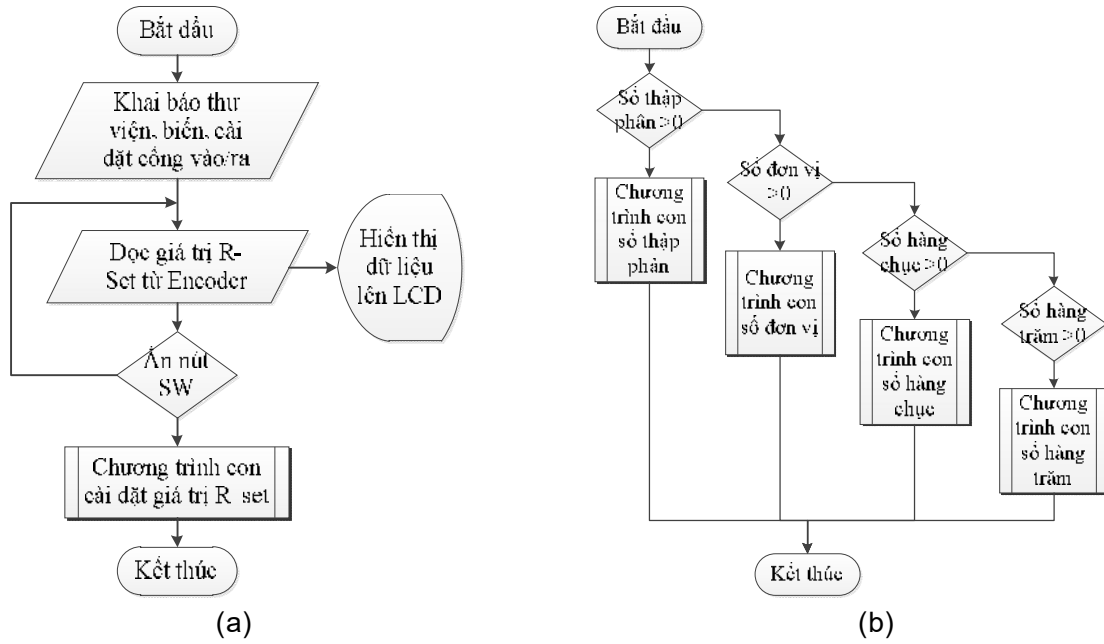 Bắt dầu
Khai báo thư
viện, biến, cài
dặt cổng vào/ra
Dọc giá trị R-
Set từ Encoder
Hiển thị
dữ liệu
lên LCD
Ấn nút
SW
Chương trình con
cài dặt giá trị R_set
Kết thúc
(a)
Bắt đầu
Số thập
phân >0
Chương
trình con
số thập
phân
Số đơn vị
>0
Chương
trình con
số đơn vị
Số hàng
chục >0
Chương
trình con
số hàng
chục
Số hàng
trăm >0
Chương
trình con
số hàng
trăm
Kết thúc
(b)